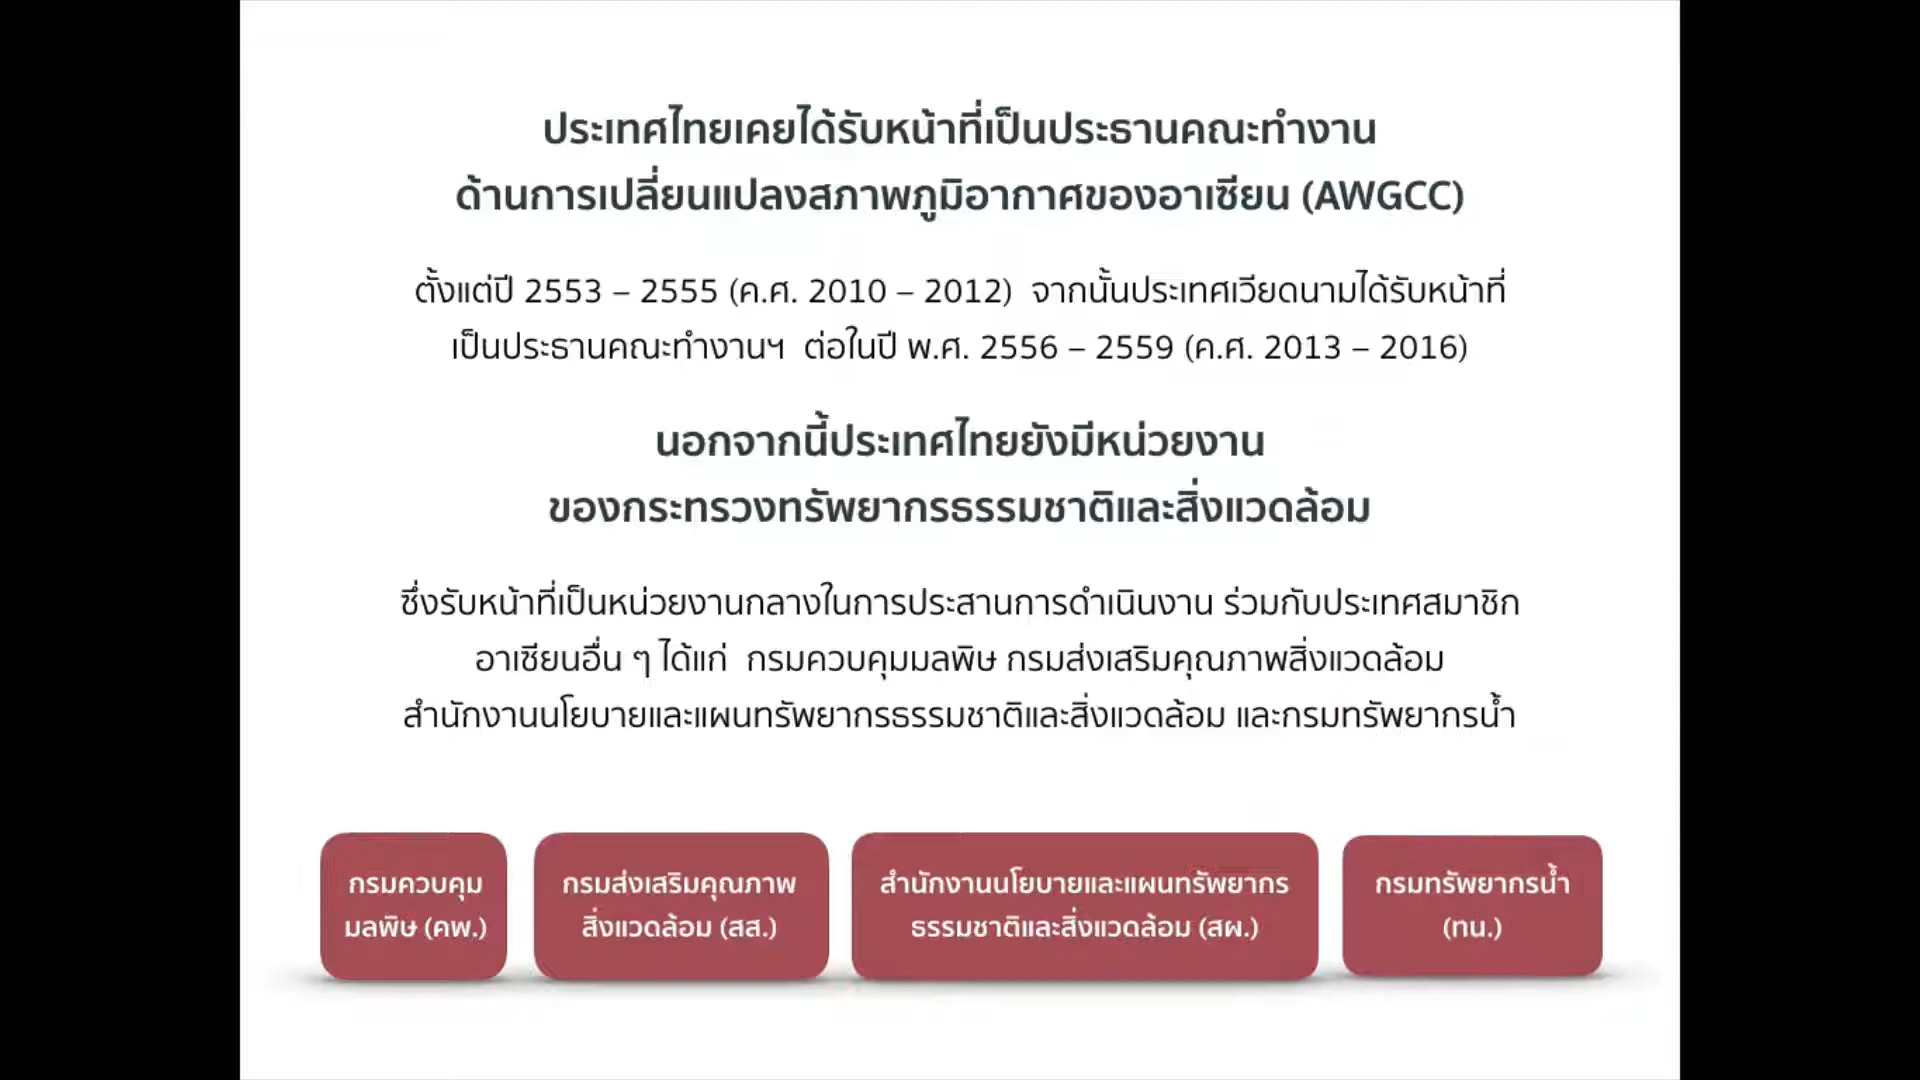 ประเทศไทยเคยได้รับหน้าที่เป็นประธานคณะทำงาน
ด้านการเปลี่ยนแปลงสภาพภูมิอากาศของอาเซียน (AWGCC)
ตั้งแต่ปี 2553 – 2555 (ค.ศ. 2010 – 2012) จากนั้นประเทศเวียดนามได้รับหน้าที่
เป็นประธานคณะทำงานฯ ต่อในปี พ.ศ. 2556 – 2559 (ค.ศ. 2013 – 2016)
นอกจากนี้ประเทศไทยยังมีหน่วยงาน
ของกระทรวงทรัพยากรธรรมชาติและสิ่งแวดล้อม
ซึ่งรับหน้าที่เป็นหน่วยงานกลางในการประสานการดำเนินงาน ร่วมกับประเทศสมาชิก
อาเซียนอื่น ๆ ได้แก่ กรมควบคุมมลพิษ กรมส่งเสริมคุณภาพสิ่งแวดล้อม
สำนักงานนโยบายและแผนทรัพยากรธรรมชาติและสิ่งแวดล้อม และกรมทรัพยากรน้ำ
กรมควบคุม
มลพิษ (คพ.)
กรมส่งเสริมคุณภาพ
สิ่งแวดล้อม (สส.)
สำนักงานนโยบายและแผนทรัพยากร
ธรรมชาติและสิ่งแวดล้อม (สผ.)
กรมทรัพยากรน้ำ
(ทน.)